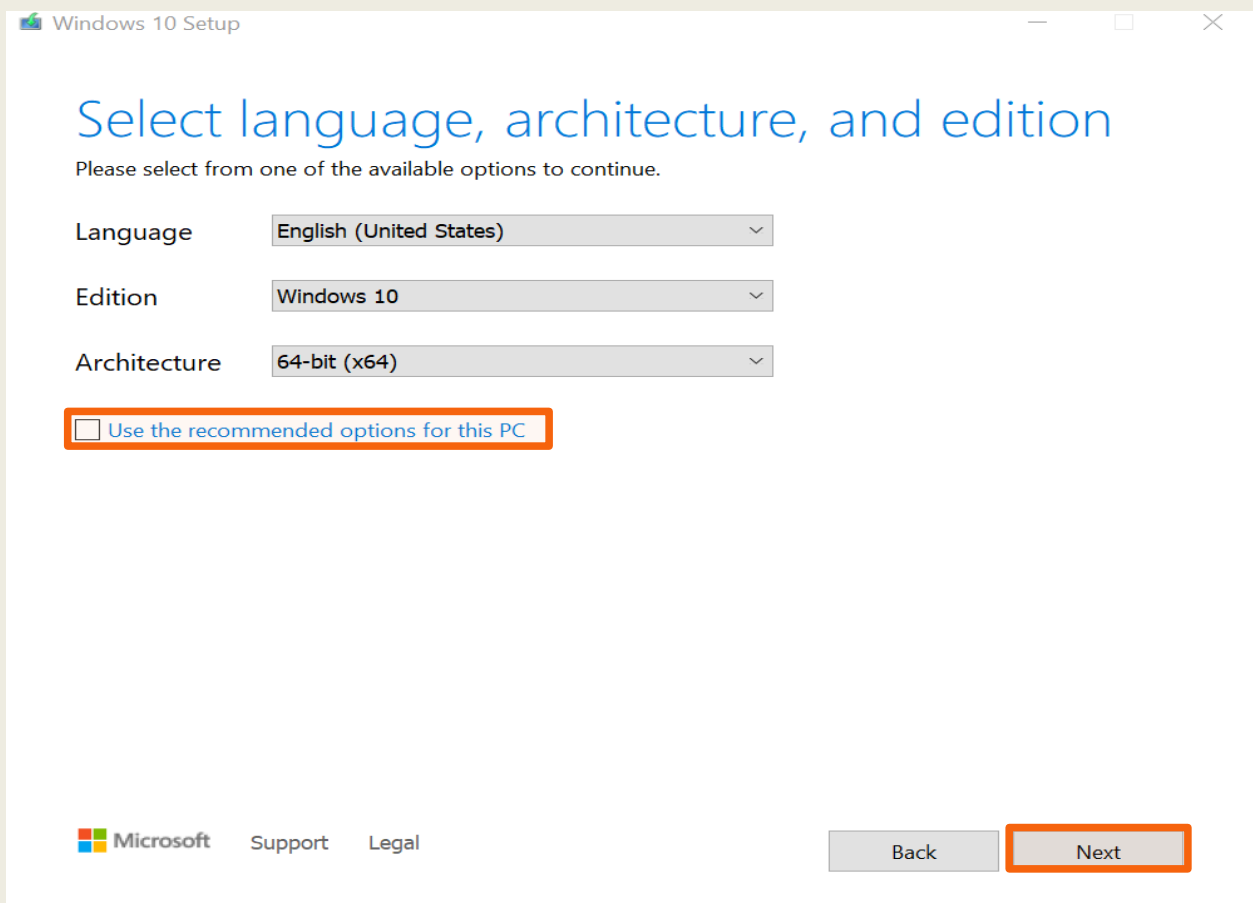 Windows 10 Setup
Select language, architecture, and edition
Please select from one of the available options to continue.
Language English (United States)
Edition Windows 10
Architecture 64-bit (x64)
Use the recommended options for this PC
Microsoft Support Legal Back Next